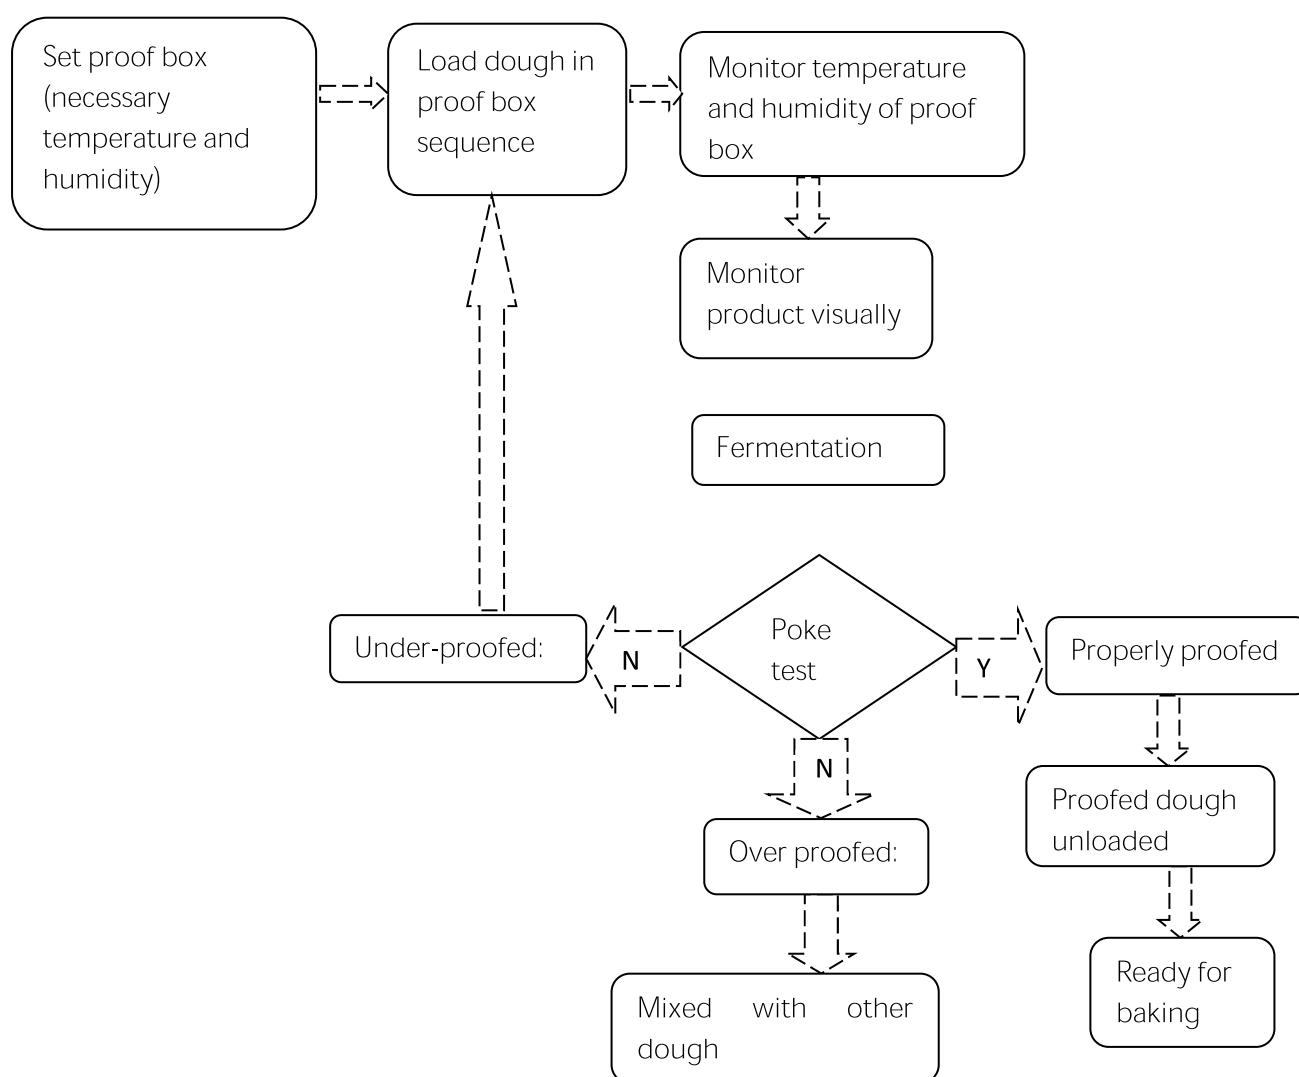 Set proof box
(necessary
temperature and
humidity)
Load dough in
proof box
sequence
Monitor temperature
and humidity of proof
box
Monitor
product visually
Fermentation
Poke
test
Under-proofed:
N
Y
Properly proofed
N
Proofed dough
unloaded
Over proofed:
Ready for
baking
Mixed with other
dough